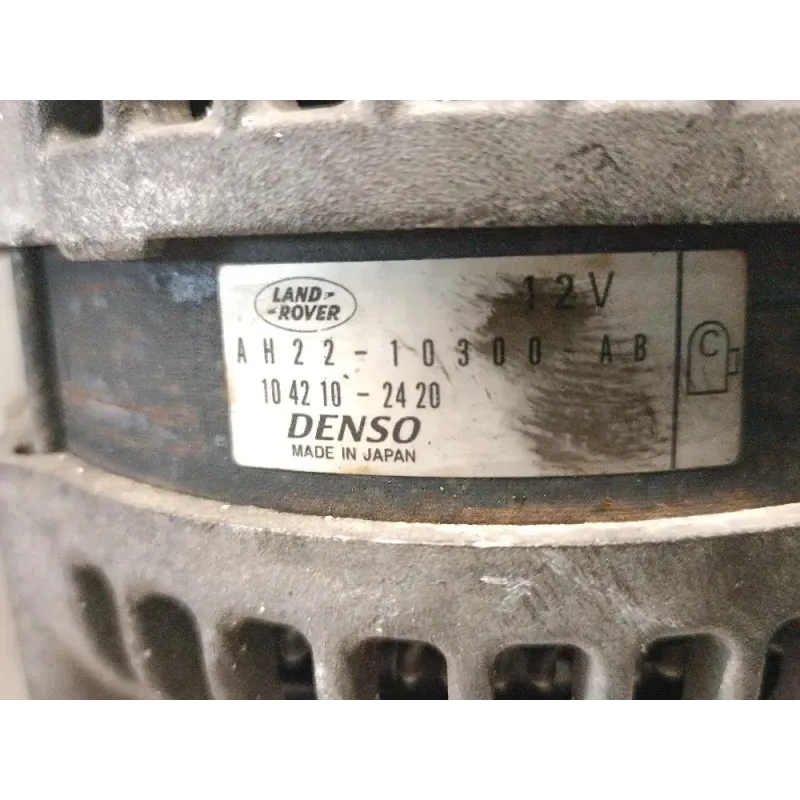 LAND-
-ROVER
12V
AH22-10300-AB
C
104210-2420
DENSO
MADE IN JAPAN